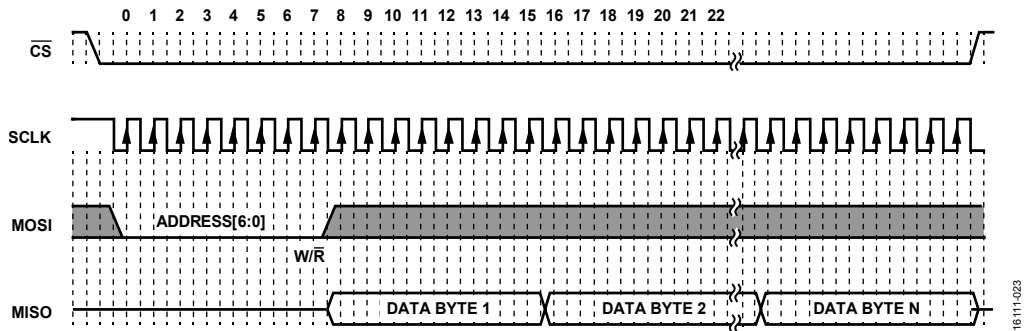 0 1 2 3 4 5 6 7 8 9 10 11 12 13 14 15 16 17 18 19 20 21 22
C̅S̅
SCLK
MOSI
ADDRESS[6:0]
W/R̅
MISO
DATA BYTE 1
DATA BYTE 2
DATA BYTE N
16111-023